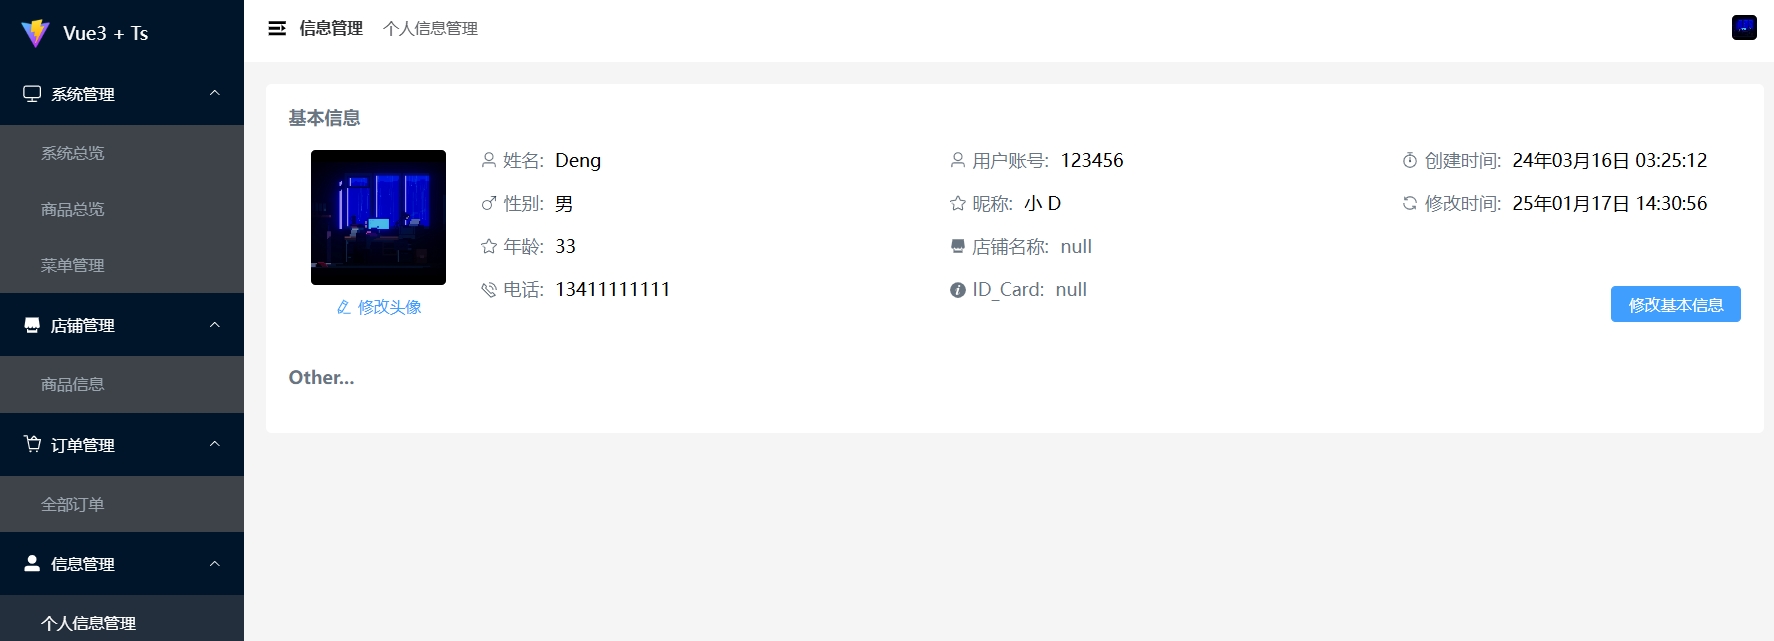 Vue3 + Ts
系统管理
系统总览
商品总览
菜单管理
店铺管理
商品信息
订单管理
全部订单
信息管理
个人信息管理
信息管理 个人信息管理
基本信息
修改头像
姓名: Deng
性别: 男
年龄: 33
电话: 13411111111
用户账号: 123456
昵称: 小 D
店铺名称: null
ID_Card: null
创建时间: 24年03月16日 03:25:12
修改时间: 25年01月17日 14:30:56
修改基本信息
Other...